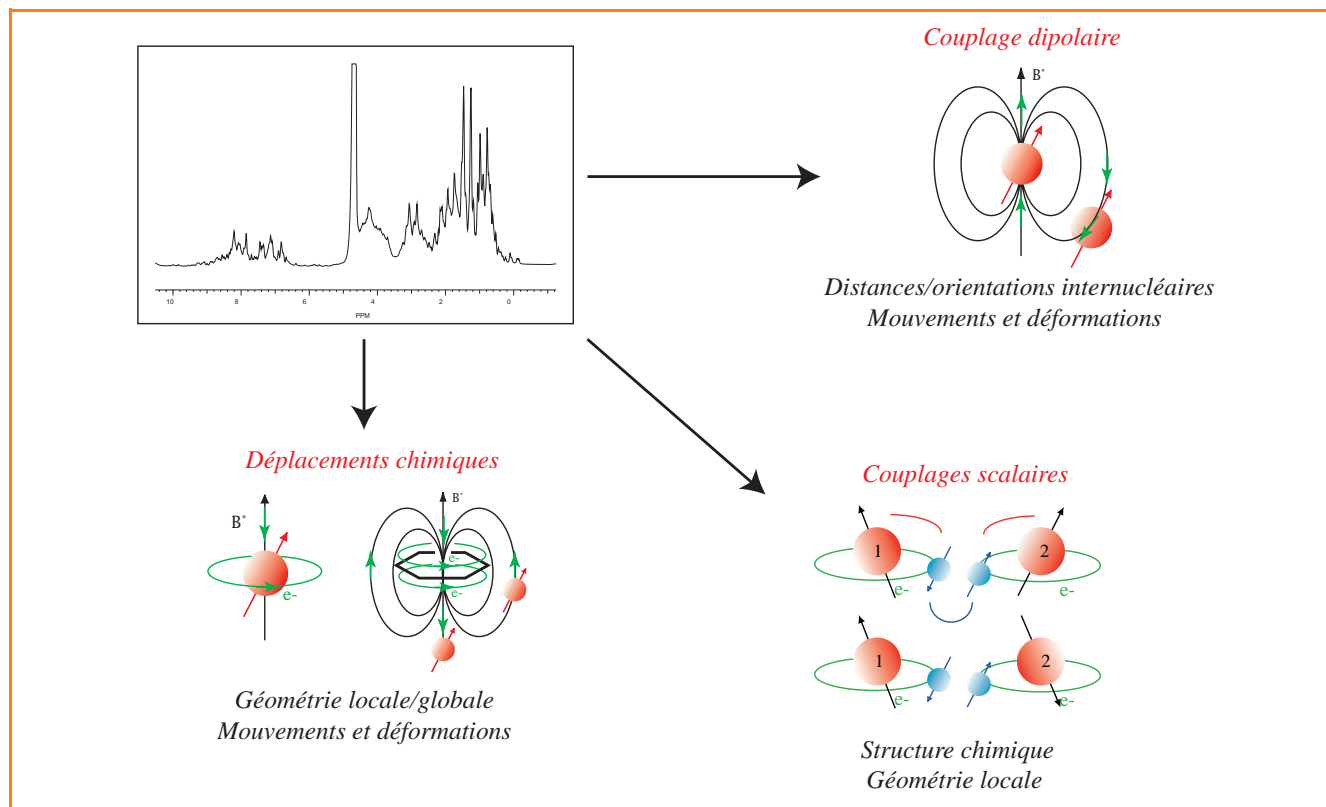 Couplage dipolaire
B°
10
8
6
4
2
0
PPM
Distances/orientations internucléaires
Mouvements et déformations
Déplacements chimiques
B°
e-
B°
e-
e-
Géométrie locale/globale
Mouvements et déformations
Couplages scalaires
1
2
e-
e-
1
2
e-
e-
Structure chimique
Géométrie locale